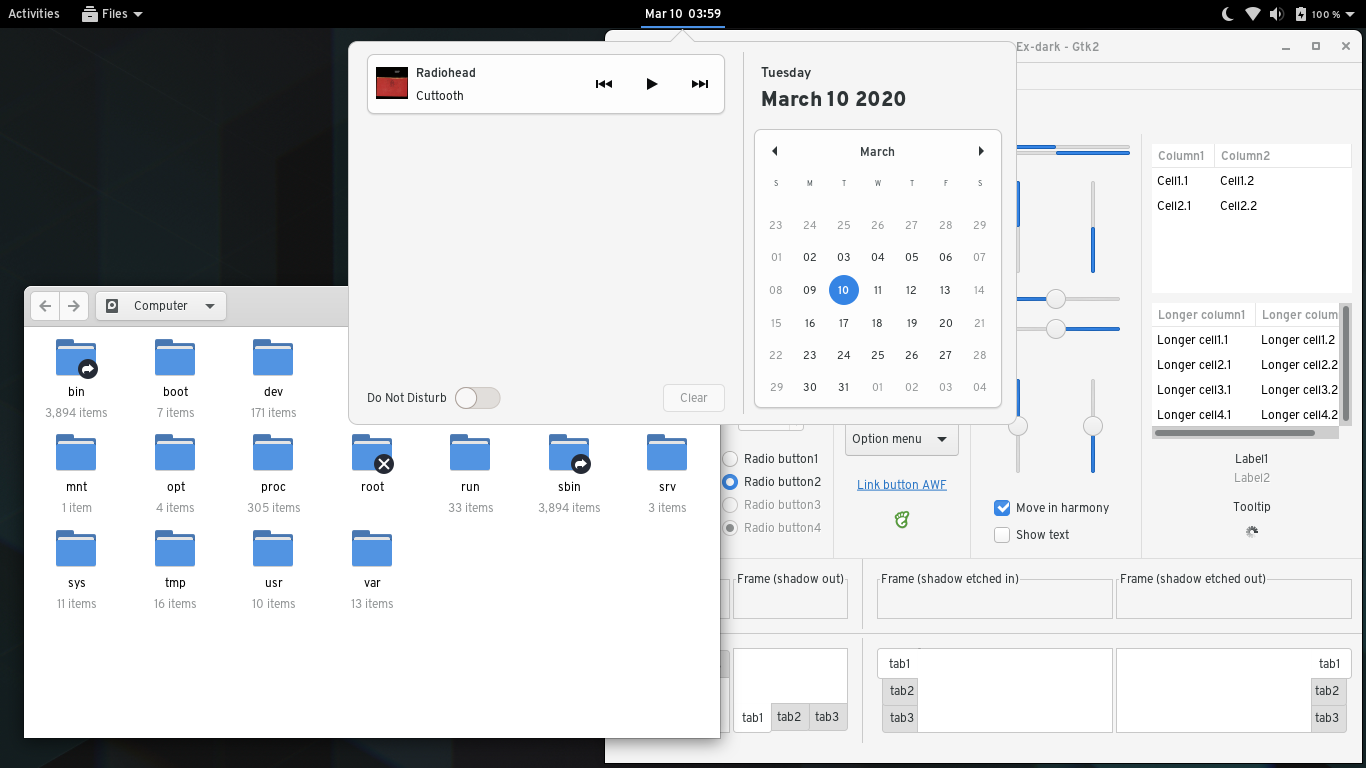 Activities
Files
Mar 10 03:59
100 %
Ex-dark - Gtk2
Radiohead
Cuttooth
Do Not Disturb
Clear
Tuesday
March 10 2020
March
S M T W T F S
23 24 25 26 27 28 29
01 02 03 04 05 06 07
08 09 10 11 12 13 14
15 16 17 18 19 20 21
22 23 24 25 26 27 28
29 30 31 01 02 03 04
Computer
bin boot dev
3,894 items 7 items 171 items
mnt opt proc root run sbin srv
1 item 4 items 305 items 33 items 3,894 items 3 items
sys tmp usr var
11 items 16 items 10 items 13 items
Column1 Column2
Cell1.1 Cell1.2
Cell2.1 Cell2.2
Longer column1 Longer colum
Longer cell1.1 Longer cell1.2
Longer cell2.1 Longer cell2.2
Longer cell3.1 Longer cell3.2
Longer cell4.1 Longer cell4.2
Radio button1
Radio button2
Radio button3
Radio button4
Option menu
Link button AWF
Move in harmony
Show text
Label1
Label2
Tooltip
Frame (shadow out)
Frame (shadow etched in)
Frame (shadow etched out)
tab1 tab2 tab3
tab1
tab2
tab3
tab1
tab2
tab3